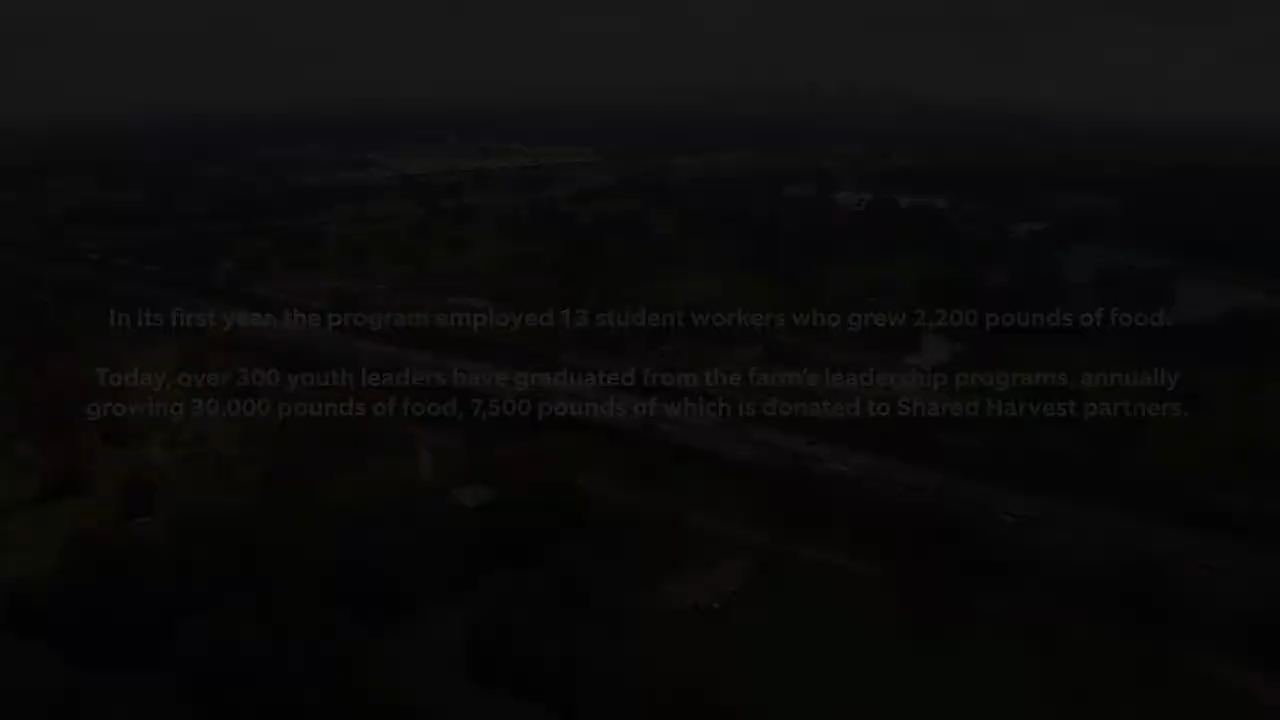 In its first year, the program employed 13 student workers who grew 2,200 pounds of food.
Today, over 300 youth leaders have graduated from the farm's leadership programs, annually
growing 30,000 pounds of food, 7,500 pounds of which is donated to Shared Harvest partners.